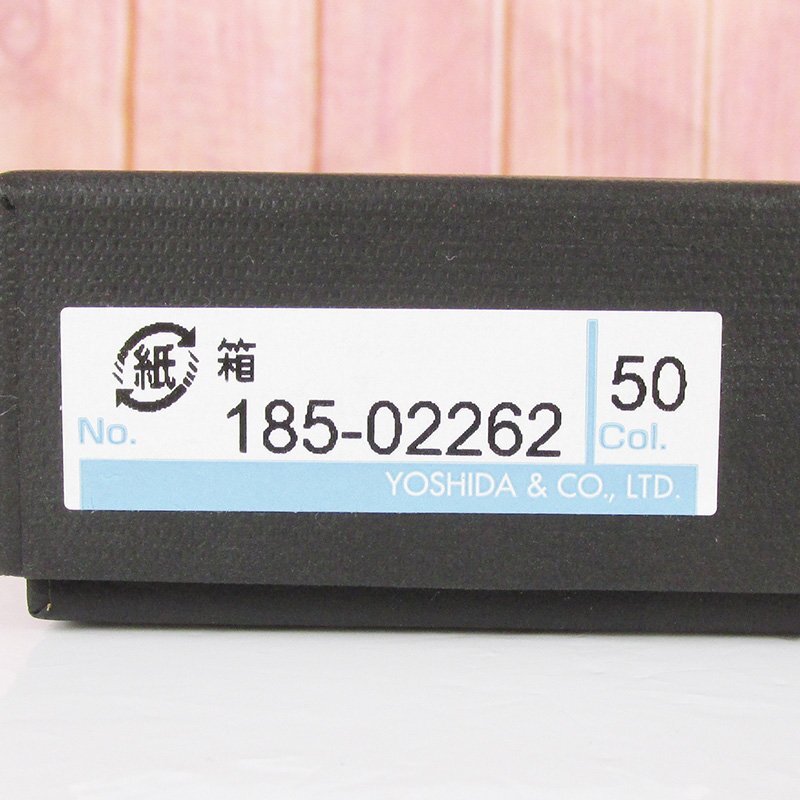 紙 箱
No. 185-02262
50
Col.
YOSHIDA & CO., LTD.